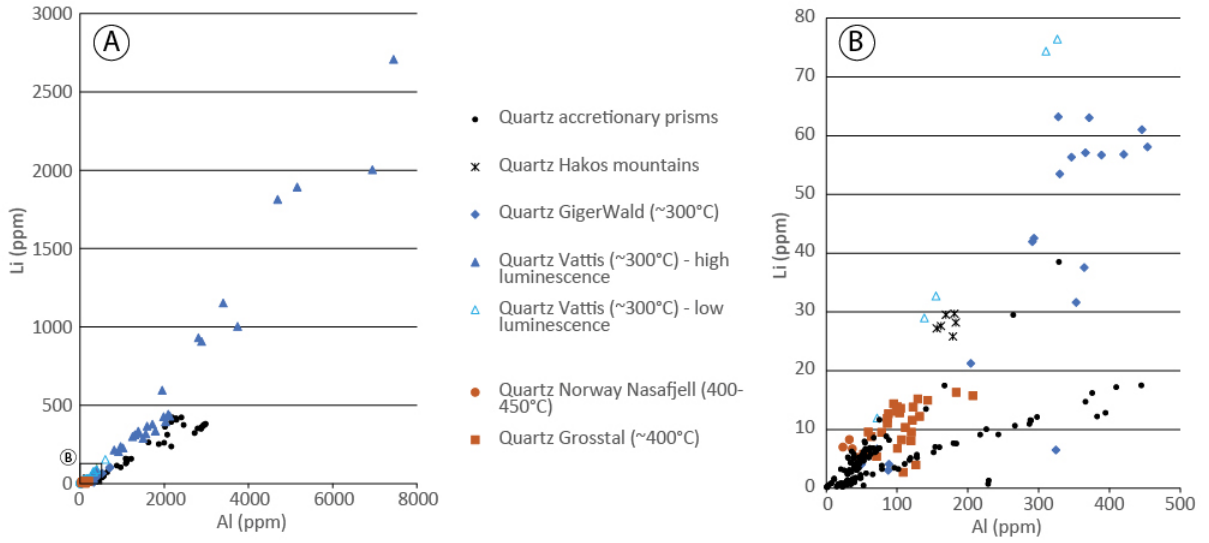 A
3000
2500
2000
1500
1000
500
0
Li (ppm)
B
0
2000
4000
6000
8000
Al (ppm)
Quartz accretionary prisms
Quartz Hakos mountains
Quartz GigerWald (~300°C)
Quartz Vattis (~300°C) - high
luminescence
Quartz Vattis (~300°C) - low
luminescence
Quartz Norway Nasafjell (400-
450°C)
Quartz Grosstal (~400°C)
B
80
70
60
50
40
30
20
10
0
Li (ppm)
0
100
200
300
400
500
Al (ppm)